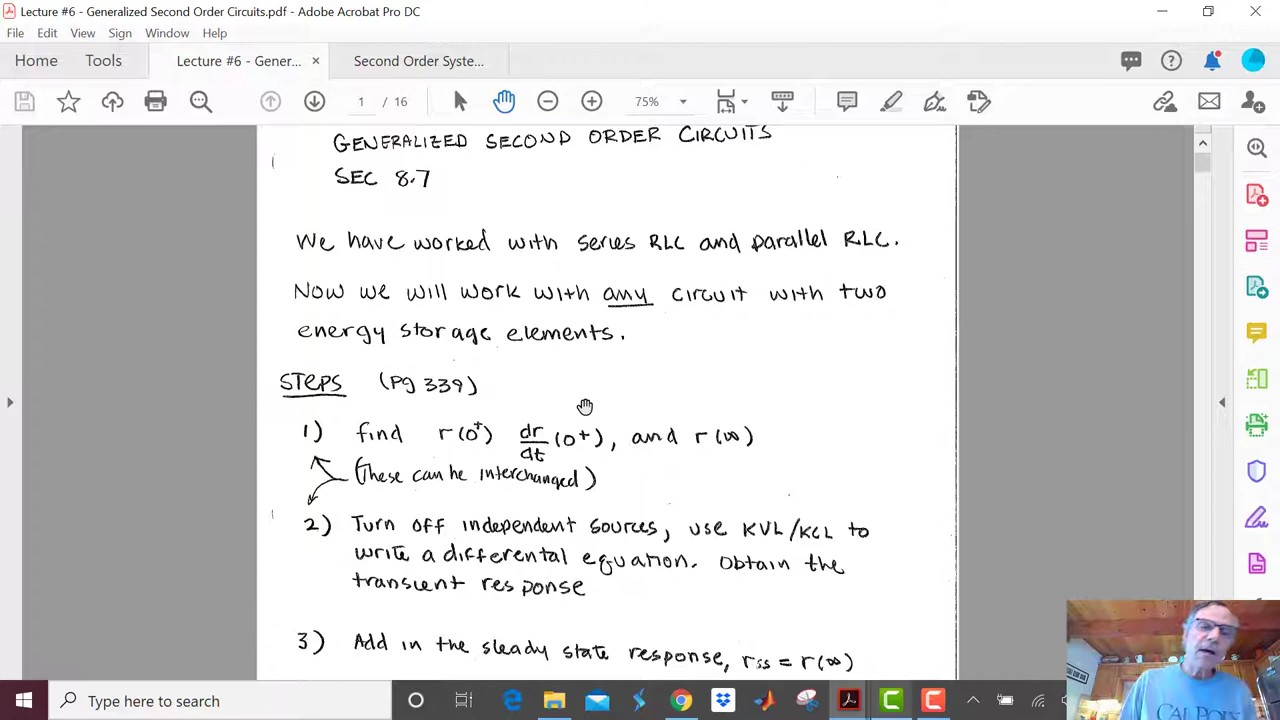 Lecture #6 - Generalized Second Order Circuits.pdf - Adobe Acrobat Pro DC
File Edit View Sign Window Help
Home Tools Lecture #6 - Gener... × Second Order Syste...
1 / 16 75%
GENERALIZED SECOND ORDER CIRCUITS
SEC 8.7
We have worked with series RLC and parallel RLC.
Now we will work with any circuit with two
energy storage elements.
STEPS (Pg 339)
1) find r(0⁺) dr/dt (0+), and r(∞)
(These can be interchanged)
2) Turn off independent sources, use KVL/KCL to
write a differental equation. Obtain the
transient response
3) Add in the steady state response, rss = r(∞)
Type here to search
CAL POLY